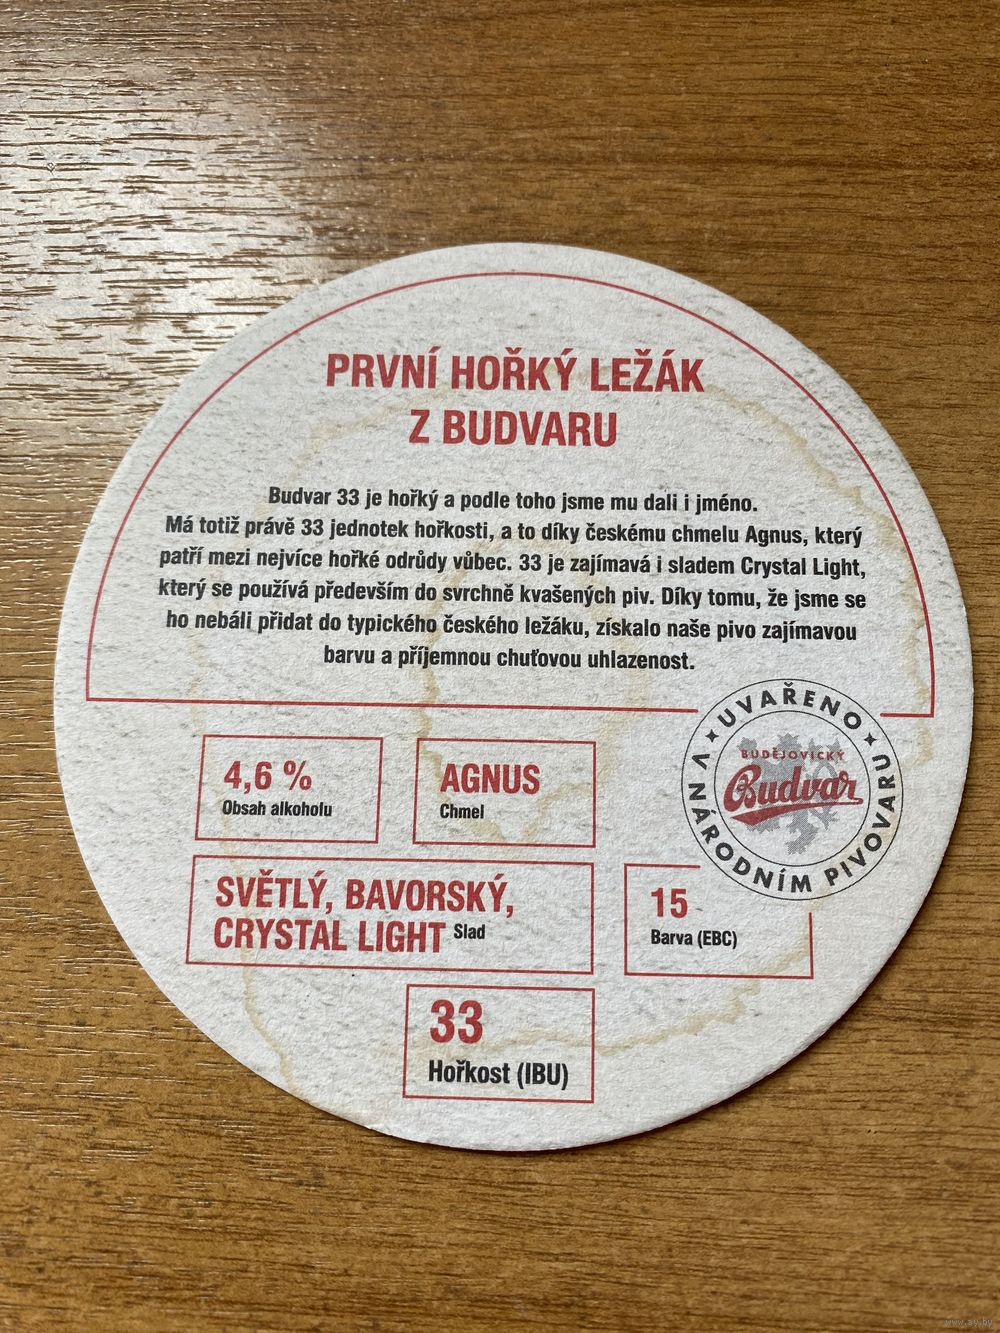 PRVNÍ HOŘKÝ LEŽÁK
Z BUDVARU
Budvar 33 je hořký a podle toho jsme mu dali i jméno.
Má totiž právě 33 jednotek hořkosti, a to díky českému chmelu Agnus, který
patří mezi nejvíce hořké odrůdy vůbec. 33 je zajímavá i sladem Crystal Light,
který se používá především do svrchně kvašených piv. Díky tomu, že jsme se
ho nebáli přidat do typického českého ležáku, získalo naše pivo zajímavou
barvu a příjemnou chuťovou uhlazenost.
UVAŘENO
V NÁRODNÍM PIVOVARU
BUDĚJOVICKÝ
Budvar
4,6 %
Obsah alkoholu
AGNUS
Chmel
SVĚTLÝ, BAVORSKÝ,
CRYSTAL LIGHT Slad
15
Barva (EBC)
33
Hořkost (IBU)
www.ay.by